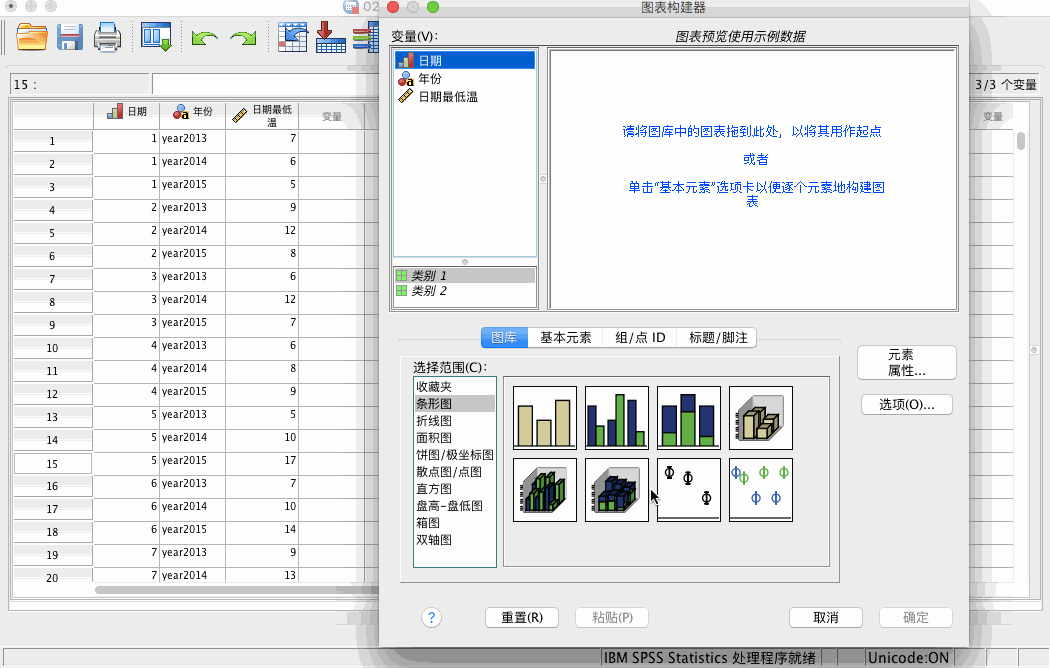 02
图表构建器
变量(V)：
图表预览使用示例数据
日期
年份
日期最低温
请将图库中的图表拖到此处，以将其用作起点
或者
单击“基本元素”选项卡以便逐个元素地构建图
表
类别 1
类别 2
15：
3/3 个变量
日期 年份 日期最低
温 变量 变量
1 1 year2013 7
2 1 year2014 6
3 1 year2015 5
4 2 year2013 9
5 2 year2014 12
6 2 year2015 8
7 3 year2013 6
8 3 year2014 12
9 3 year2015 7
10 4 year2013 6
11 4 year2014 8
12 4 year2015 9
13 5 year2013 5
14 5 year2014 10
15 5 year2015 17
16 6 year2013 7
17 6 year2014 10
18 6 year2015 14
19 7 year2013 9
20 7 year2014 13
图库 基本元素 组/点 ID 标题/脚注
元素
属性...
选项(O)...
选择范围(C)：
收藏夹
条形图
折线图
面积图
饼图/极坐标图
散点图/点图
直方图
盘高-盘低图
箱图
双轴图
? 重置(R) 粘贴(P) 取消 确定
IBM SPSS Statistics 处理程序就绪 Unicode:ON